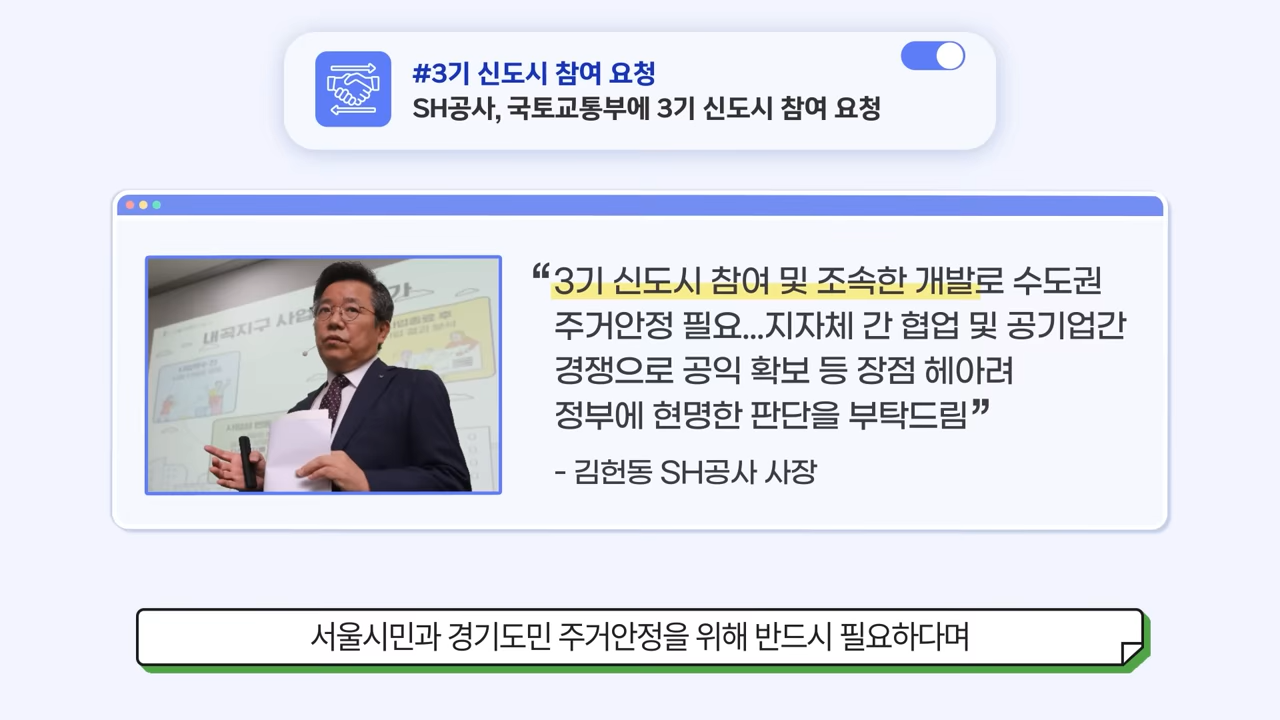 #3기 신도시 참여 요청
SH공사, 국토교통부에 3기 신도시 참여 요청
내곡지구 사업
“3기 신도시 참여 및 조속한 개발로 수도권
주거안정 필요...지자체 간 협업 및 공기업간
경쟁으로 공익 확보 등 장점 헤아려
정부에 현명한 판단을 부탁드림”
- 김헌동 SH공사 사장
서울시민과 경기도민 주거안정을 위해 반드시 필요하다며